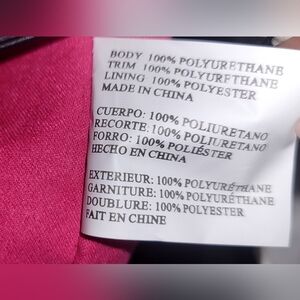 BODY 100% POLYURETHANE
TRIM 100% POLYURETHANE
LINING 100% POLYESTER
MADE IN CHINA
CUERPO: 100% POLIURETANO
RECORTE: 100% POLIURETANO
FORRO: 100% POLIÉSTER
HECHO EN CHINA
EXTERIEUR: 100% POLYURÉTHANE
GARNITURE: 100% POLYURÉTHANE
DOUBLURE: 100% POLYESTER
FAIT EN CHINE